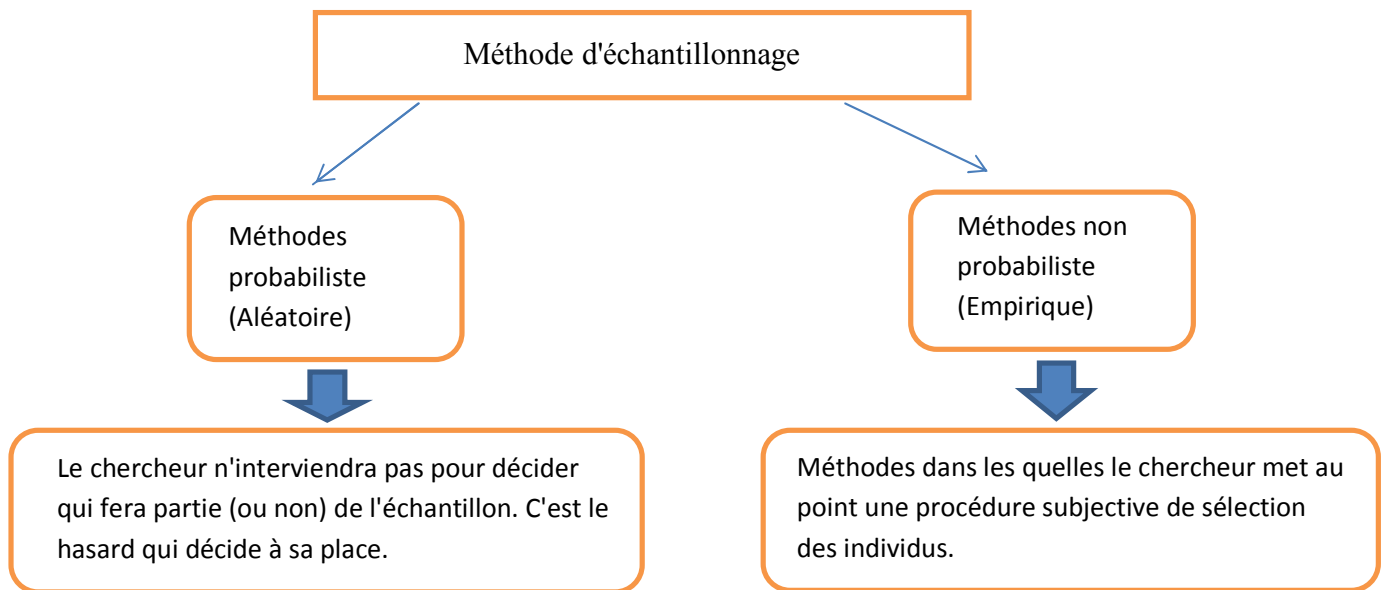 Méthode d'échantillonnage
Méthodes
probabiliste
(Aléatoire)
Méthodes non
probabiliste
(Empirique)
Le chercheur n'interviendra pas pour décider
qui fera partie (ou non) de l'échantillon. C'est le
hasard qui décide à sa place.
Méthodes dans les quelles le chercheur met au
point une procédure subjective de sélection
des individus.